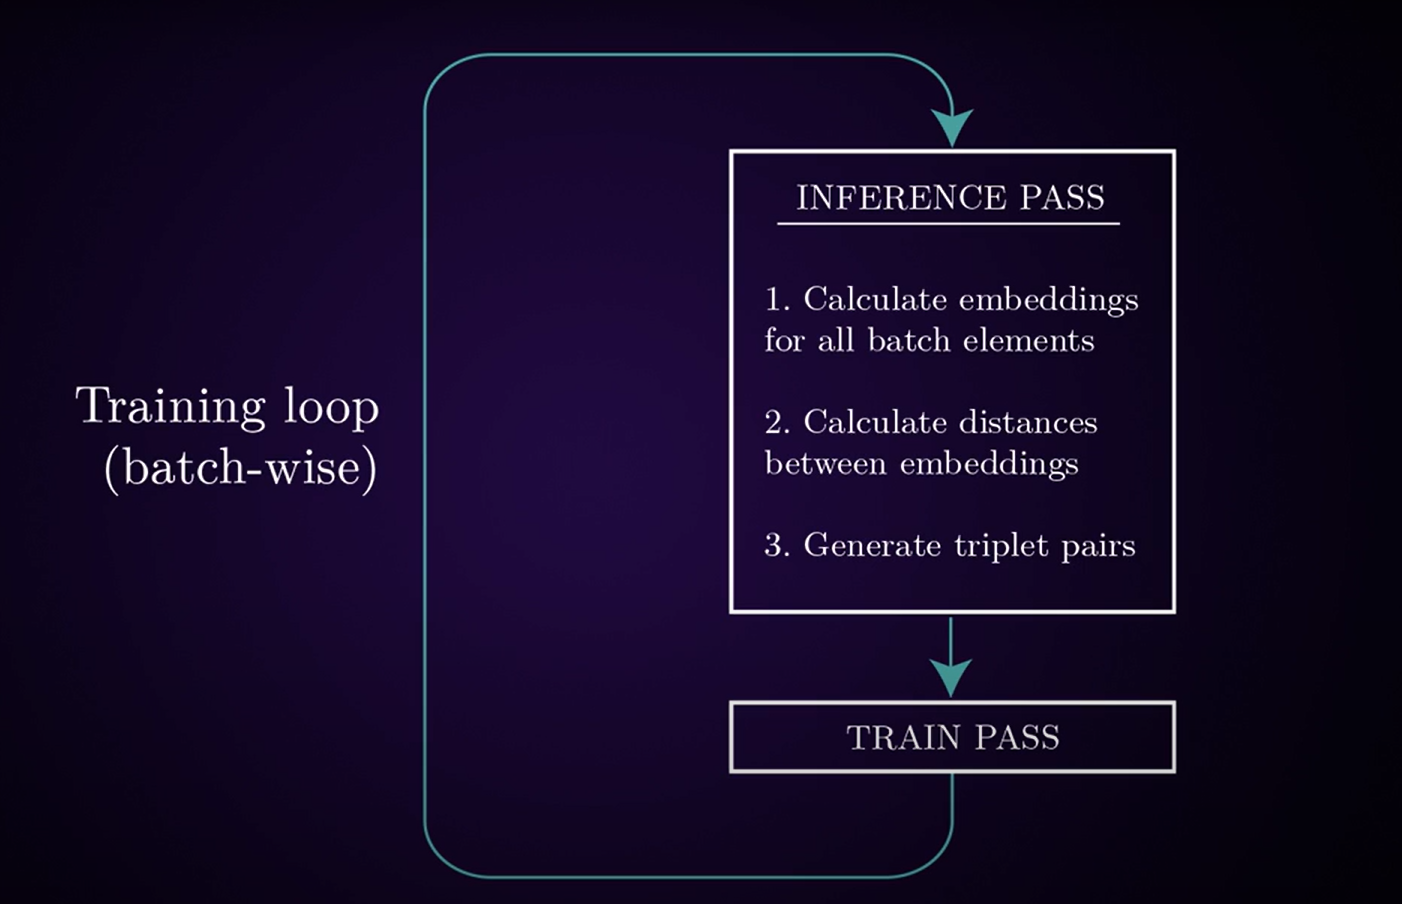 Training loop
(batch-wise)
INFERENCE PASS
1. Calculate embeddings
for all batch elements
2. Calculate distances
between embeddings
3. Generate triplet pairs
TRAIN PASS